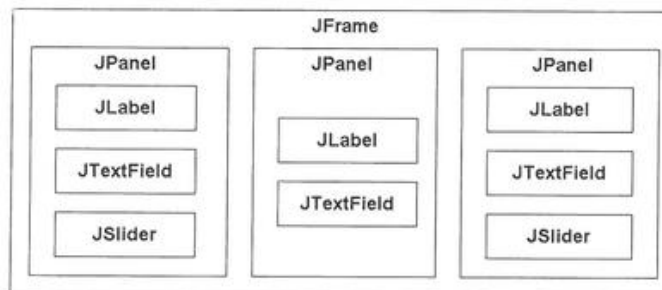 JFrame
JPanel
JLabel
JTextField
JSlider
JPanel
JLabel
JTextField
JPanel
JLabel
JTextField
JSlider